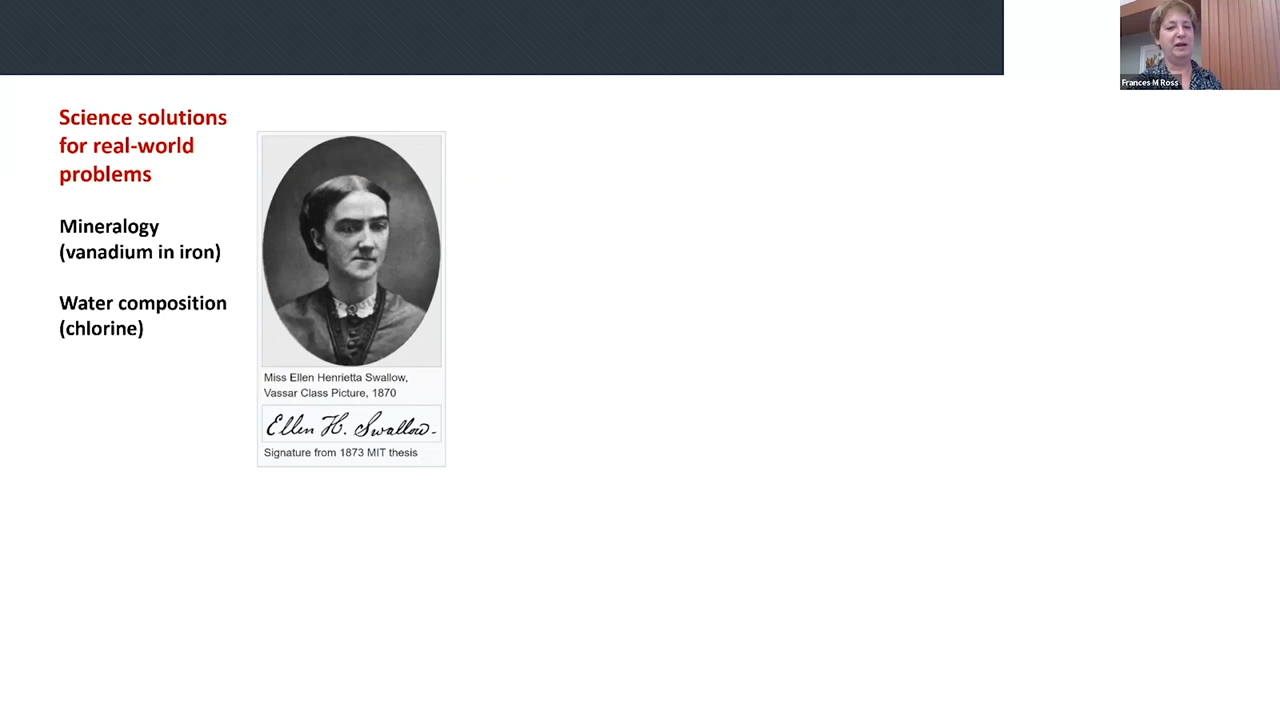 Frances M Ross
Science solutions
for real-world
problems
Mineralogy
(vanadium in iron)
Water composition
(chlorine)
Miss Ellen Henrietta Swallow,
Vassar Class Picture, 1870
Ellen H. Swallow-
Signature from 1873 MIT thesis